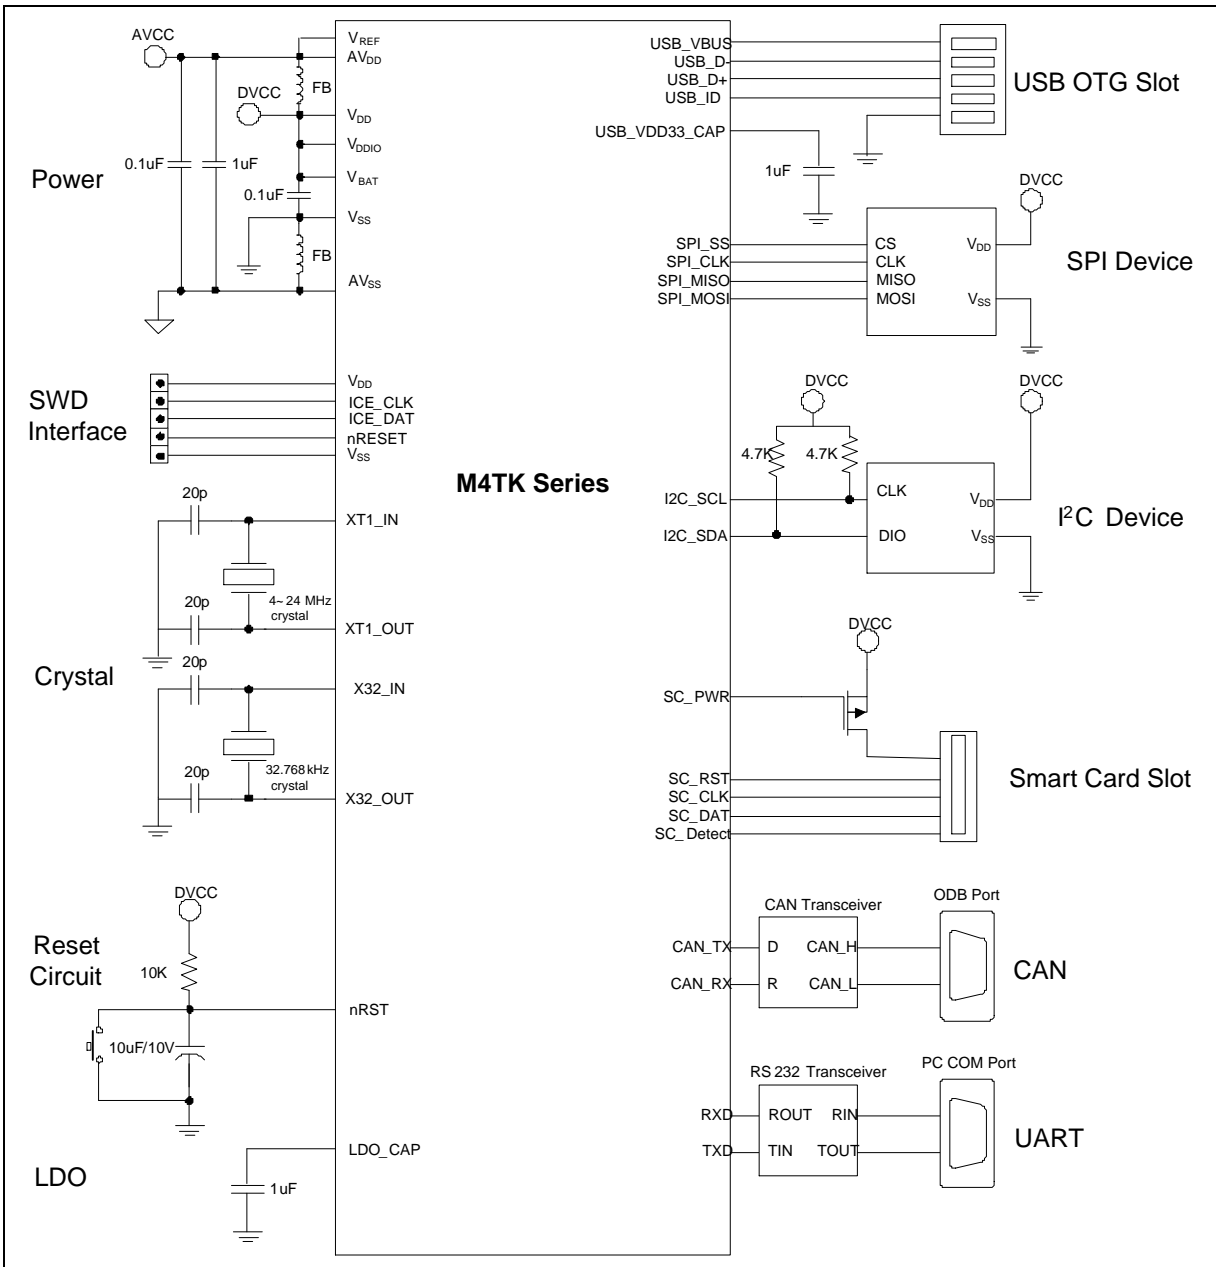 AVCC
VREF
AVDD
FB
DVCC
VDD
VDDIO
0.1uF
1uF
Power
VBAT
0.1uF
VSS
FB
AVSS
SWD
Interface
VDD
ICE_CLK
ICE_DAT
nRESET
VSS
20p
XT1_IN
4~24 MHz
crystal
20p
XT1_OUT
Crystal
20p
X32_IN
32.768kHz
crystal
20p
X32_OUT
DVCC
Reset
Circuit
10K
nRST
10uF/10V
LDO_CAP
LDO
1uF
M4TK Series
USB_VBUS
USB_D-
USB_D+
USB_ID
USB OTG Slot
USB_VDD33_CAP
1uF
DVCC
SPI_SS
SPI_CLK
SPI_MISO
SPI_MOSI
CS
CLK
MISO
MOSI
VDD
VSS
SPI Device
DVCC
DVCC
4.7K
4.7K
I2C_SCL
I2C_SDA
CLK
DIO
VDD
VSS
I2C Device
DVCC
SC_PWR
SC_RST
SC_CLK
SC_DAT
SC_Detect
Smart Card Slot
CAN Transceiver
ODB Port
CAN_TX
CAN_RX
D
R
CAN_H
CAN_L
CAN
RS 232 Transceiver
PC COM Port
RXD
TXD
ROUT
TIN
RIN
TOUT
UART